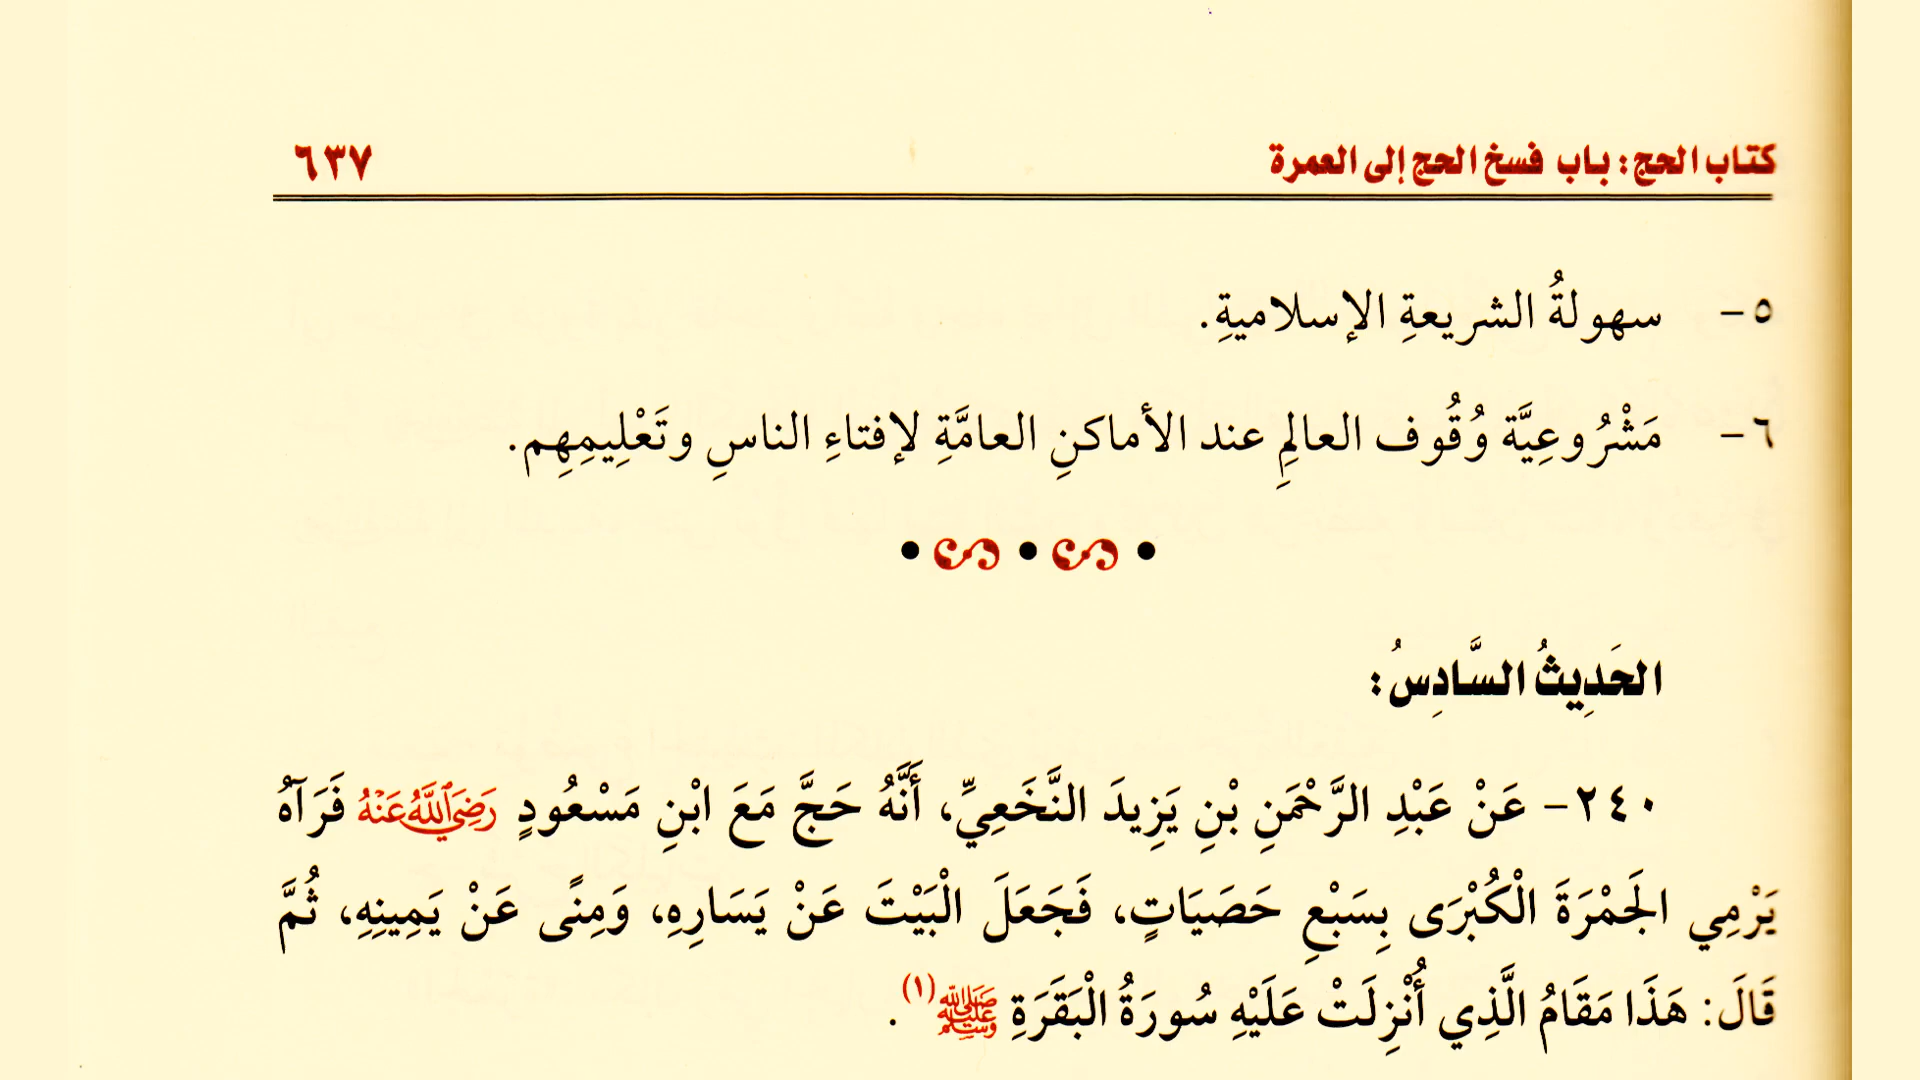 كتاب الحج: باب فسخ الحج إلى العمرة ٦٣٧
٥- سهولةُ الشريعةِ الإسلاميةِ.
٦- مَشْرُوعِيَّة وُقُوف العالِمِ عند الأماكنِ العامَّةِ لإفتاءِ الناسِ وتَعْلِيمِهِم.
الحَدِيثُ السَّادِسُ:
٢٤٠- عَنْ عَبْدِ الرَّحْمَنِ بْنِ يَزِيدَ النَّخَعِيِّ، أَنَّهُ حَجَّ مَعَ ابْنِ مَسْعُودٍ رَضِيَ اللَّهُ عَنْهُ فَرَآهُ
يَرْمِي الجَمْرَةَ الْكُبْرَى بِسَبْعِ حَصَيَاتٍ، فَجَعَلَ الْبَيْتَ عَنْ يَسَارِهِ، وَمِنًى عَنْ يَمِينِهِ، ثُمَّ
قَالَ: هَذَا مَقَامُ الَّذِي أُنْزِلَتْ عَلَيْهِ سُورَةُ الْبَقَرَةِ ﷺ(١).